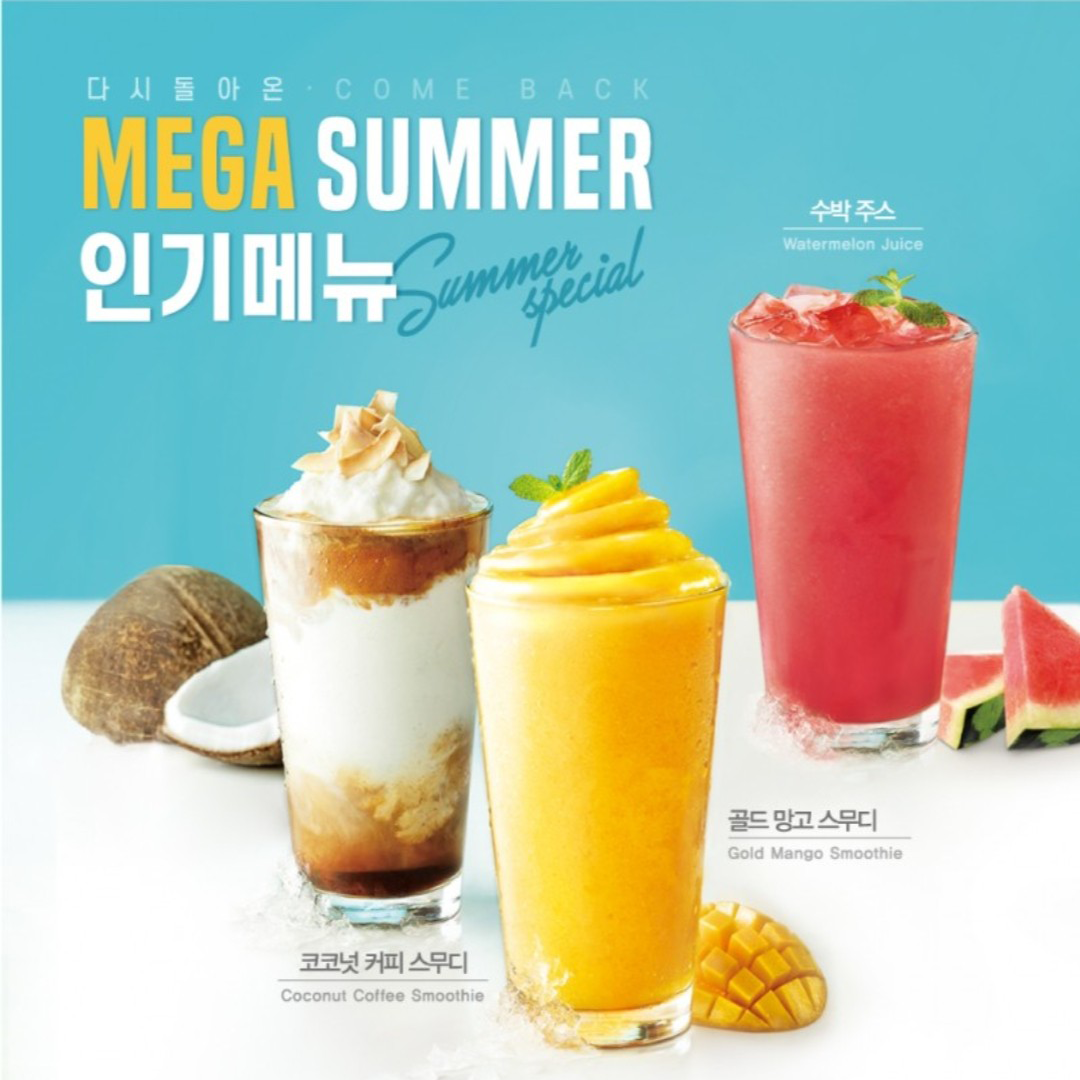 다시돌아온·COME BACK
MEGA SUMMER
인기메뉴
Summer
special
수박 주스
Watermelon Juice
골드 망고 스무디
Gold Mango Smoothie
코코넛 커피 스무디
Coconut Coffee Smoothie